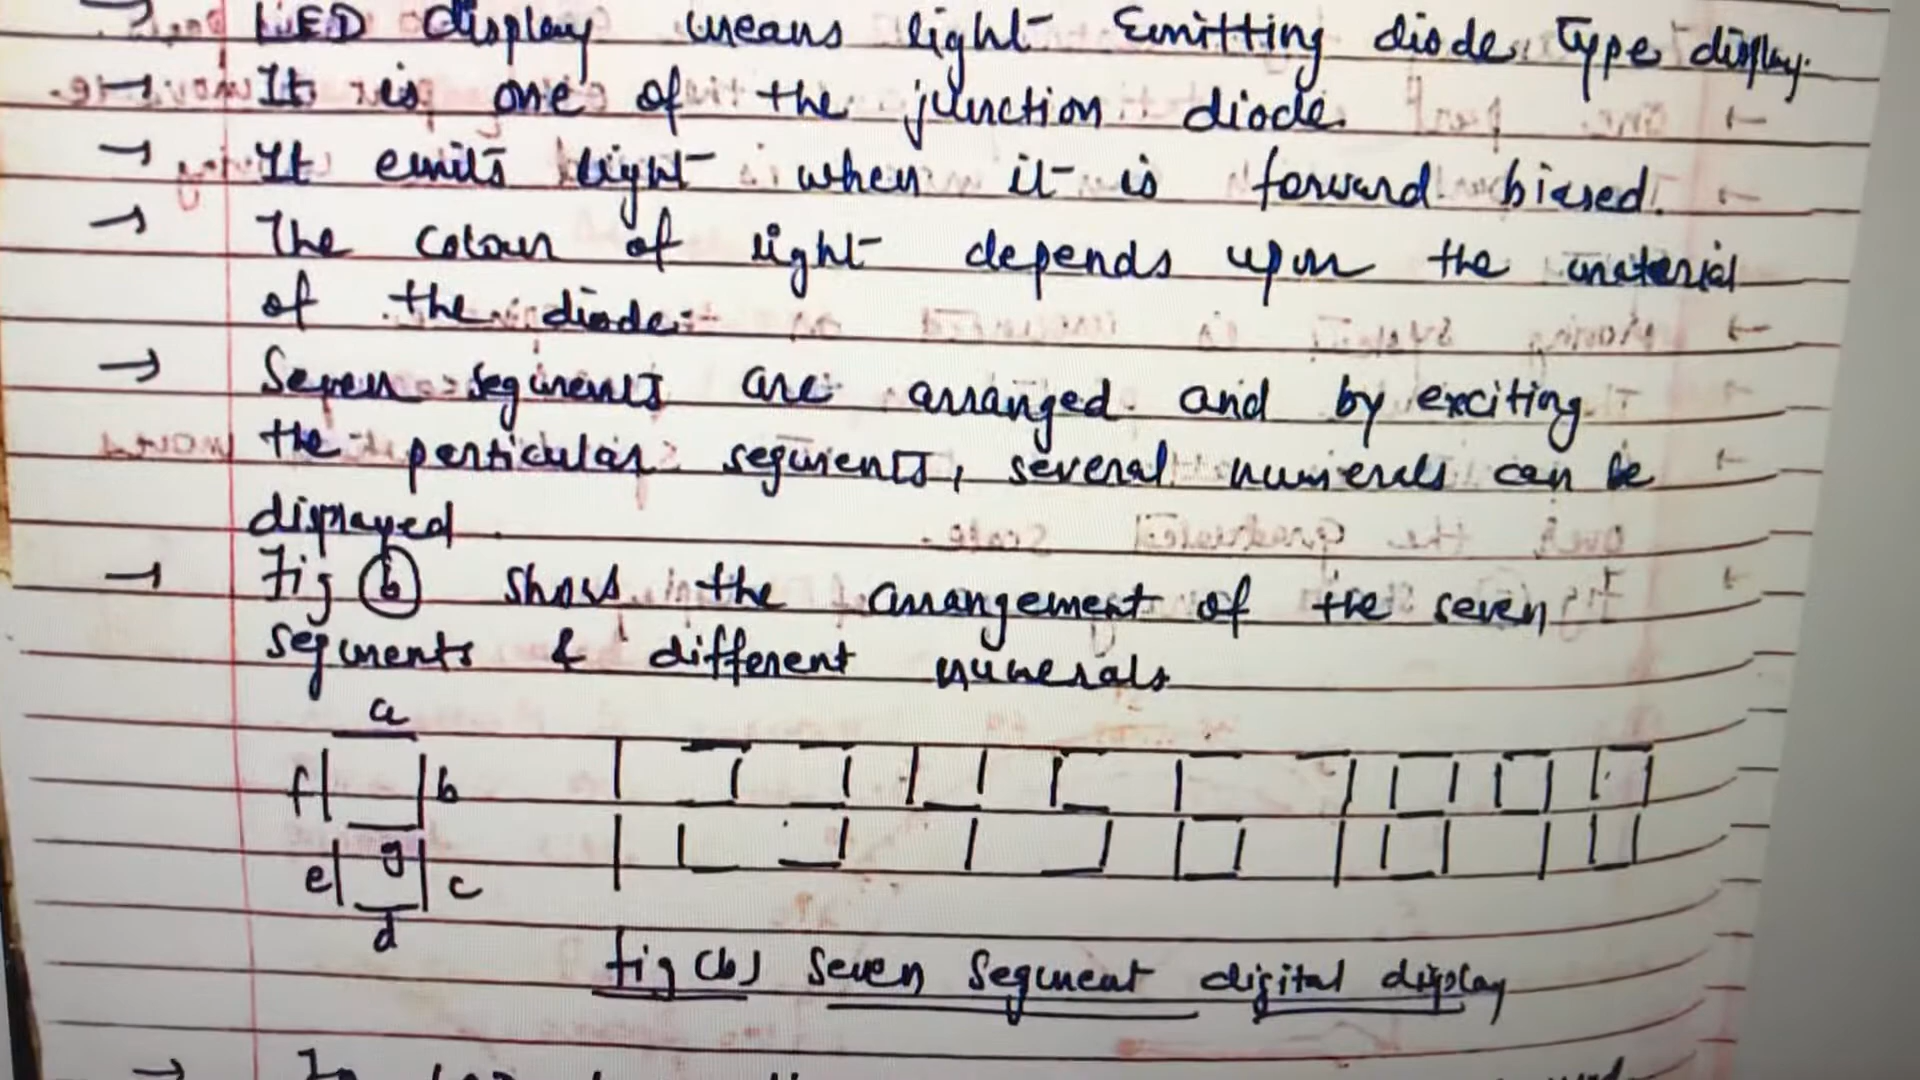 → LED display means light Emitting diode type display.
→ It is one of the junction diode.
→ It emits light when it is forward biased.
→ The colour of light depends upon the material
of the diode.
→ Seven segments are arranged and by exciting
the perticular segments, several numerals can be
displayed.
→ Fig (b) shows the arrangement of the seven
segments & different numerals
a
f b
g
e c
d
fig (b) Seven Segment digital display